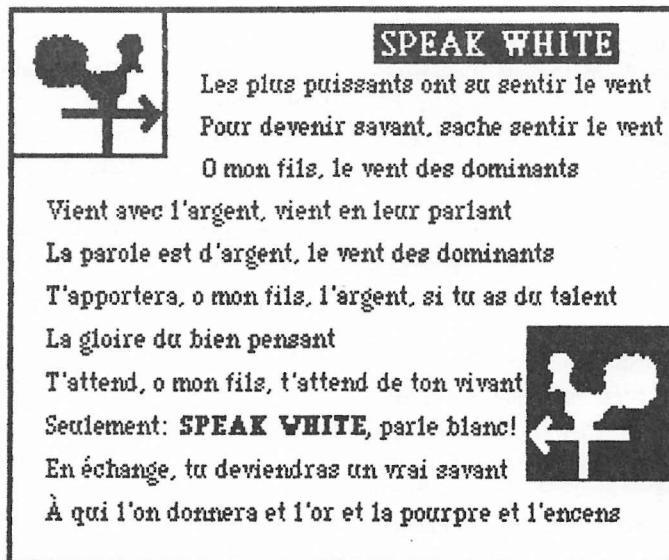 SPEAK WHITE
Les plus puissants ont su sentir le vent
Pour devenir savant, sache sentir le vent
O mon fils, le vent des dominants
Vient avec l'argent, vient en leur parlant
La parole est d'argent, le vent des dominants
T'apportera, o mon fils, l'argent, si tu as du talent
La gloire du bien pensant
T'attend, o mon fils, t'attend de ton vivant
Seulement: SPEAK WHITE, parle blanc!
En échange, tu deviendras un vrai savant
À qui l'on donnera et l'or et la pourpre et l'encens